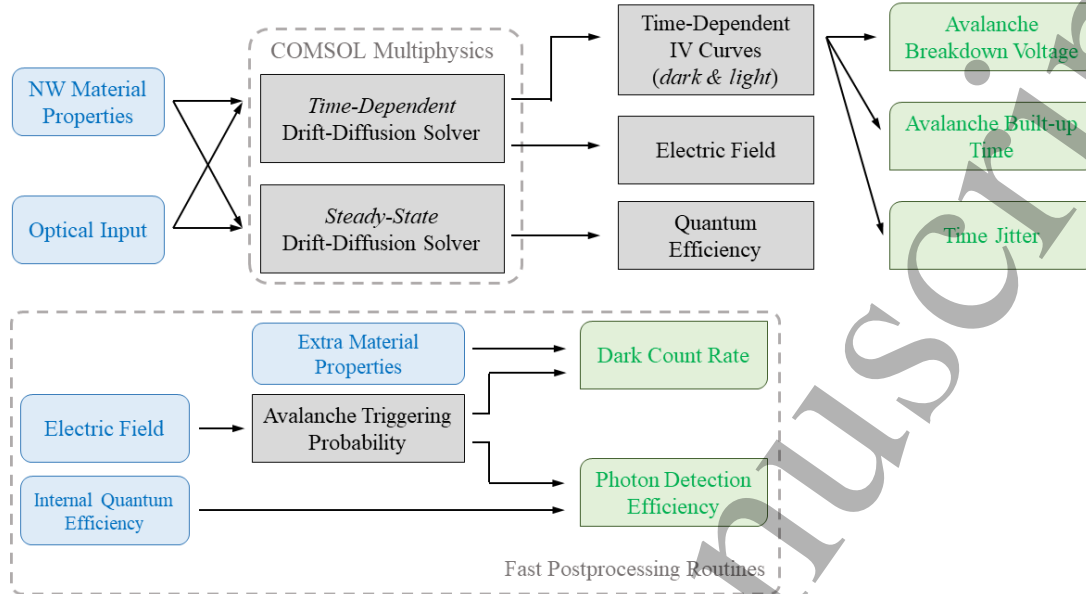 COMSOL Multiphysics
NW Material
Properties
Optical Input
Time-Dependent
Drift-Diffusion Solver
Steady-State
Drift-Diffusion Solver
Time-Dependent
IV Curves
(dark & light)
Electric Field
Quantum
Efficiency
Avalanche
Breakdown Voltage
Avalanche Built-up
Time
Time Jitter
Extra Material
Properties
Dark Count Rate
Electric Field
Avalanche Triggering
Probability
Internal Quantum
Efficiency
Photon Detection
Efficiency
Fast Postprocessing Routines
nuscri